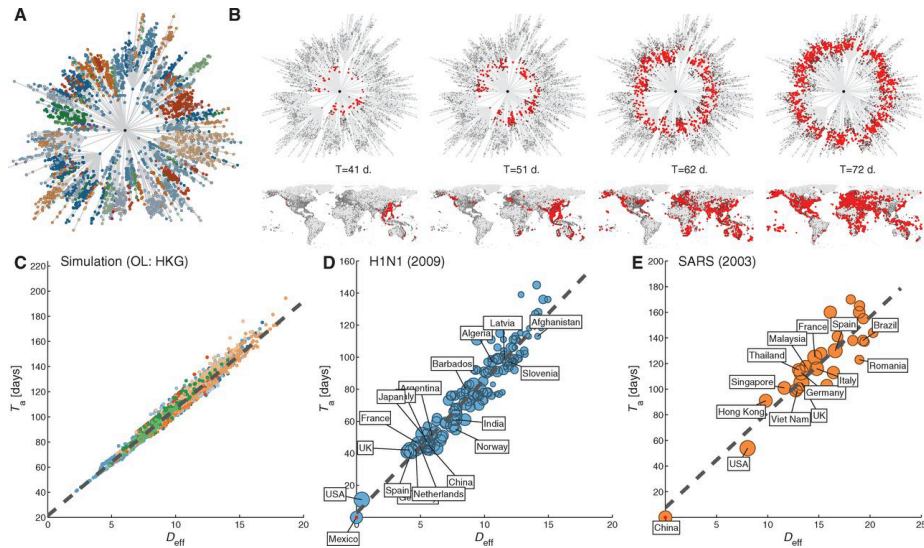 A
B
T=41 d.
T=51 d.
T=62 d.
T=72 d.
C
Simulation (OL: HKG)
220
200
180
160
140
120
100
80
60
40
20
Ta [days]
0
5
10
15
20
Deff
D
H1N1 (2009)
160
140
120
100
80
60
40
20
0
Ta [days]
Latvia
Algeria
Afghanistan
Barbados
Slovenia
Argentina
Japan
Italy
France
India
UK
Norway
USA
China
Spain
Netherlands
Mexico
0
5
10
15
20
Deff
E
SARS (2003)
200
180
160
140
120
100
80
60
40
20
0
Ta [days]
France
Spain
Brazil
Malaysia
Thailand
Romania
Singapore
Italy
Germany
Hong Kong
Viet Nam
UK
USA
China
0
5
10
15
20
25
Deff